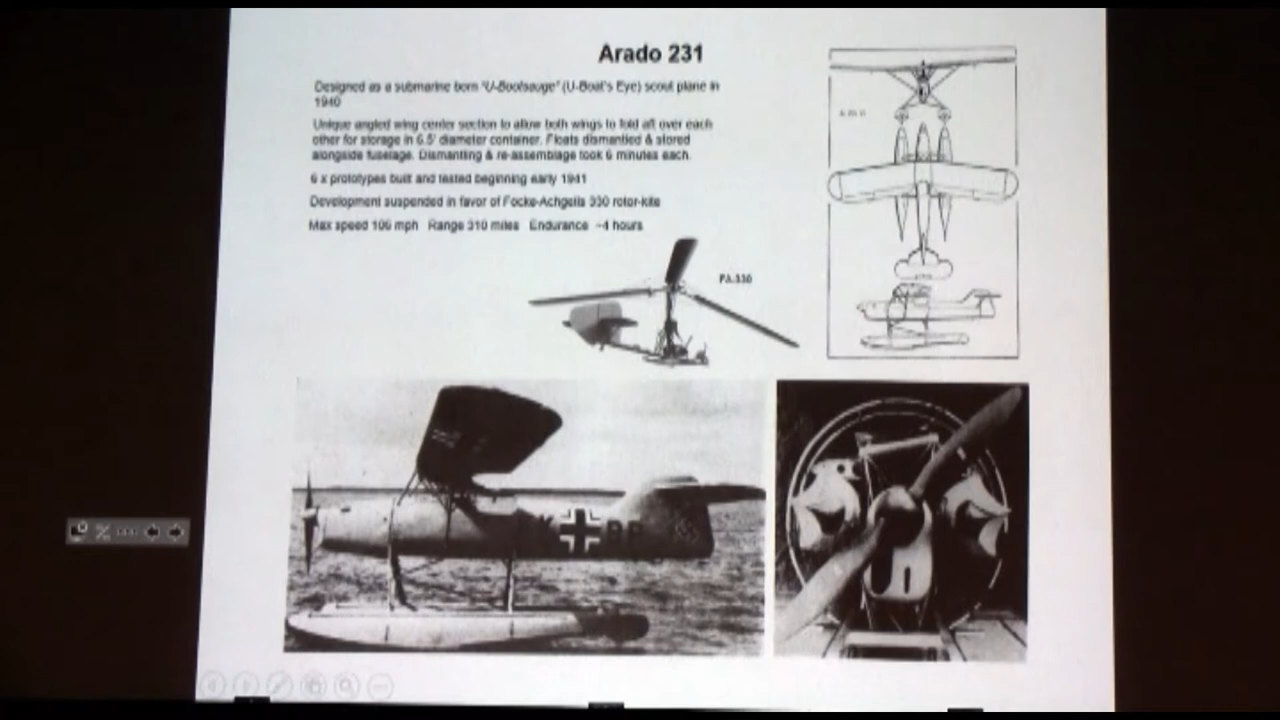 Arado 231
Designed as a submarine born "U-Bootsauge" (U-Boat's Eye) scout plane in
1940
Unique angled wing center section to allow both wings to fold aft over each
other for storage in 6.5' diameter container. Floats dismantled & stored
alongside fuselage. Dismantling & re-assemblage took 6 minutes each.
6 x prototypes built and tested beginning early 1941
Development suspended in favor of Focke-Achgelis 330 rotor-kite
Max speed 106 mph Range 310 miles Endurance ~4 hours
FA.330